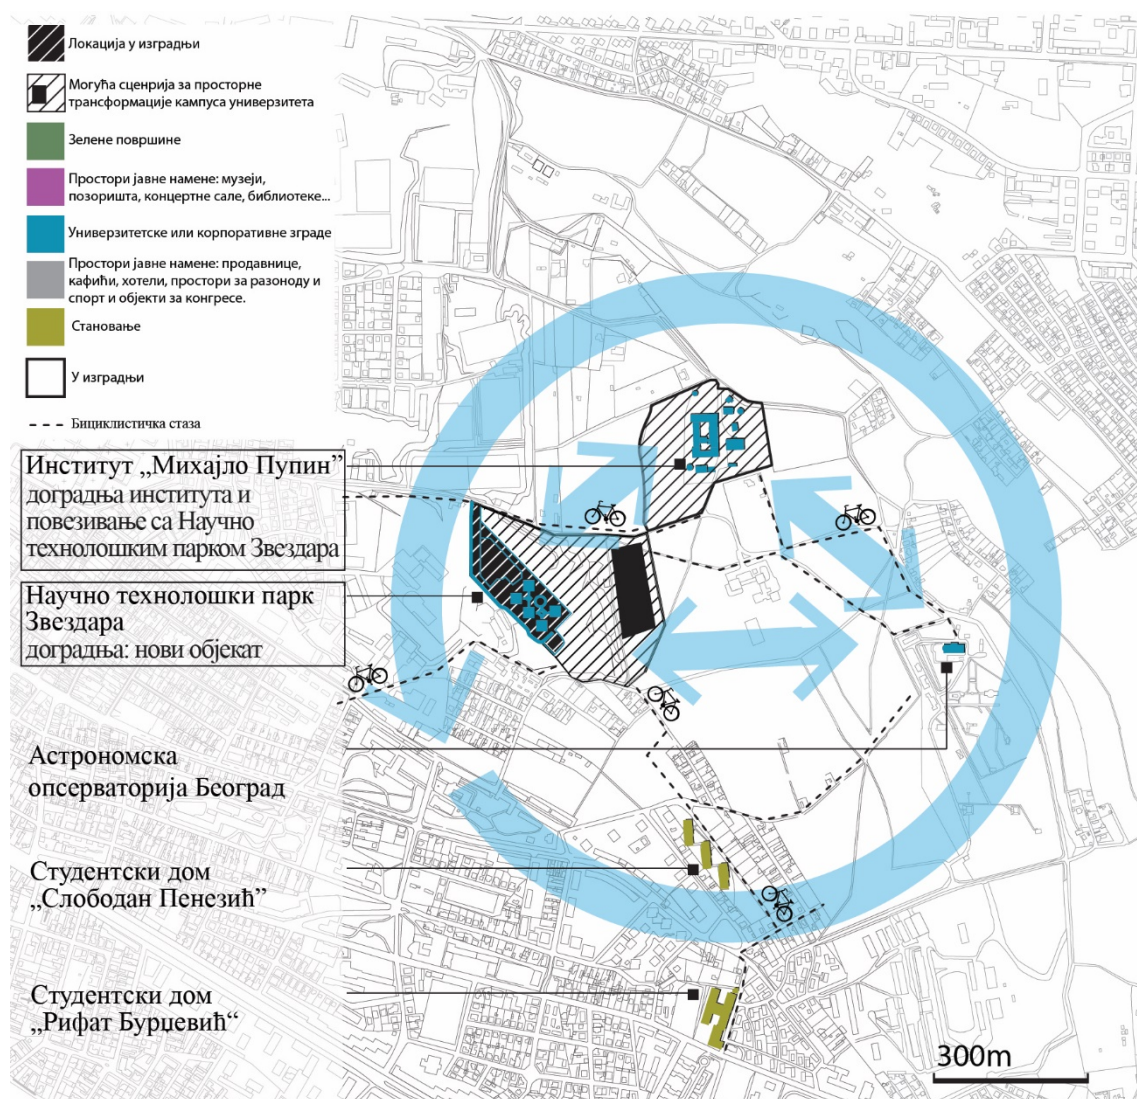 Локација у изградњи
Могућа сценрија за просторне
трансформације кампуса универзитета
Зелене површине
Простори јавне намене: музеји,
позоришта, концертне сале, библиотеке...
Универзитетске или корпоративне зграде
Простори јавне намене: продавнице,
кафићи, хотели, простори за разоноду и
спорт и објекти за конгресе.
Становање
У изградњи
Бициклистичка стаза
Институт „Михајло Пупин”
доградња института и
повезивање са Научно
технолошким парком Звездара
Научно технолошки парк
Звездара
доградња: нови објекат
Астрономска
опсерваторија Београд
Студентски дом
„Слободан Пенезић”
Студентски дом
„Рифат Бурџевић“
300m